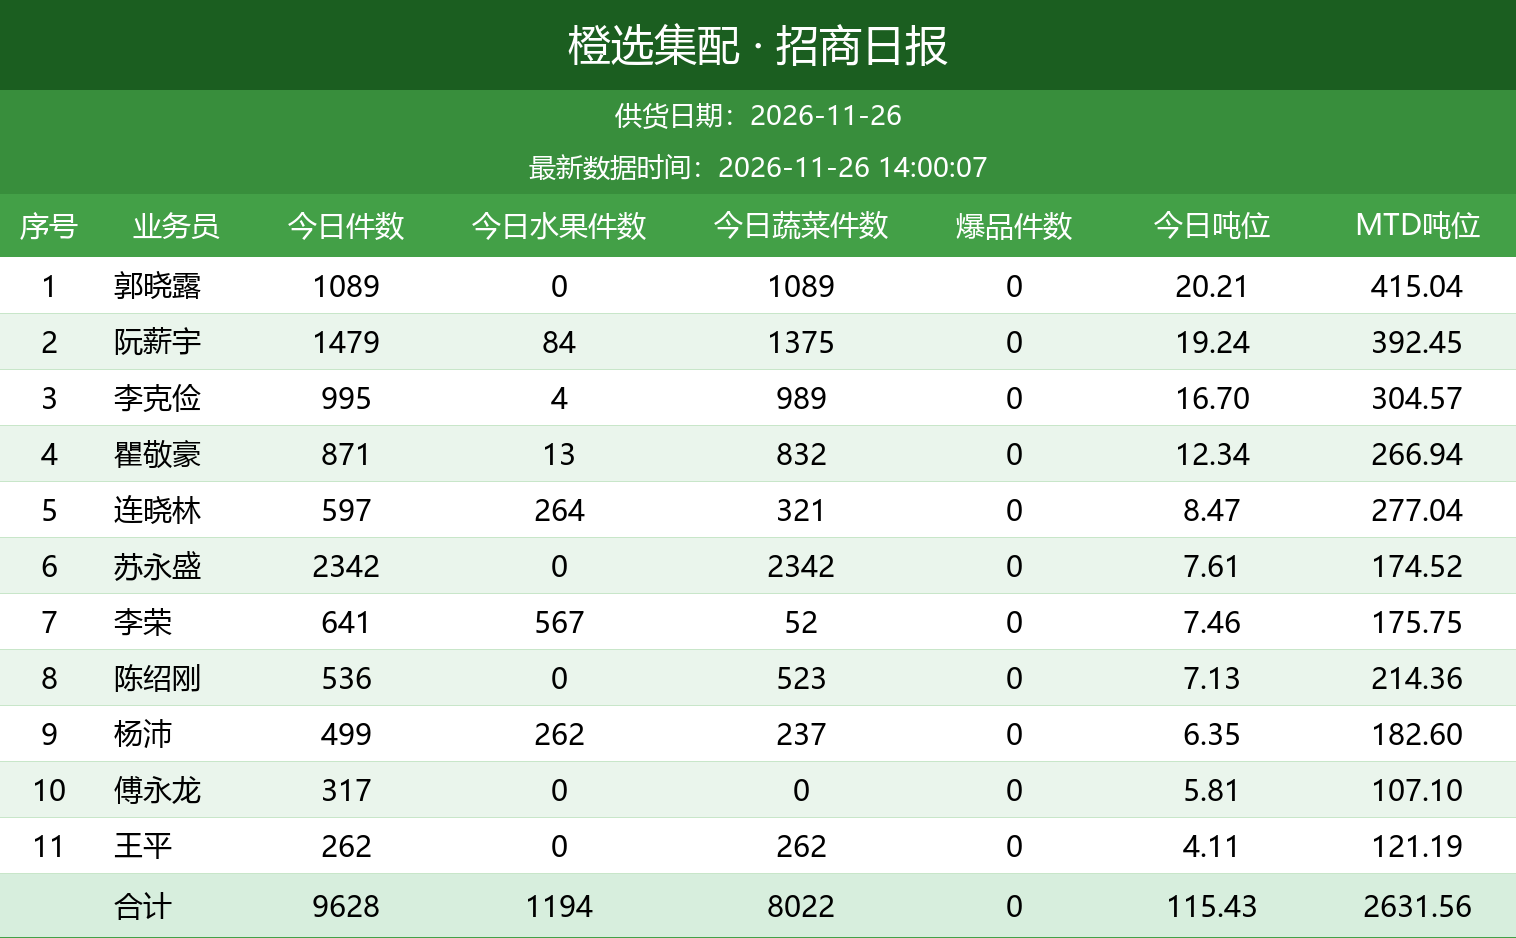 橙选集配 · 招商日报
供货日期：2026-11-26
最新数据时间：2026-11-26 14:00:07
序号 业务员 今日件数 今日水果件数 今日蔬菜件数 爆品件数 今日吨位 MTD吨位
1 郭晓露 1089 0 1089 0 20.21 415.04
2 阮薪宇 1479 84 1375 0 19.24 392.45
3 李克俭 995 4 989 0 16.70 304.57
4 瞿敬豪 871 13 832 0 12.34 266.94
5 连晓林 597 264 321 0 8.47 277.04
6 苏永盛 2342 0 2342 0 7.61 174.52
7 李荣 641 567 52 0 7.46 175.75
8 陈绍刚 536 0 523 0 7.13 214.36
9 杨沛 499 262 237 0 6.35 182.60
10 傅永龙 317 0 0 0 5.81 107.10
11 王平 262 0 262 0 4.11 121.19
合计 9628 1194 8022 0 115.43 2631.56